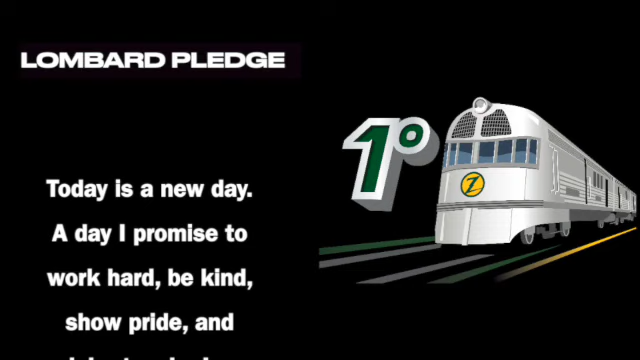 LOMBARD PLEDGE
1°
Z
Today is a new day.
A day I promise to
work hard, be kind,
show pride, and